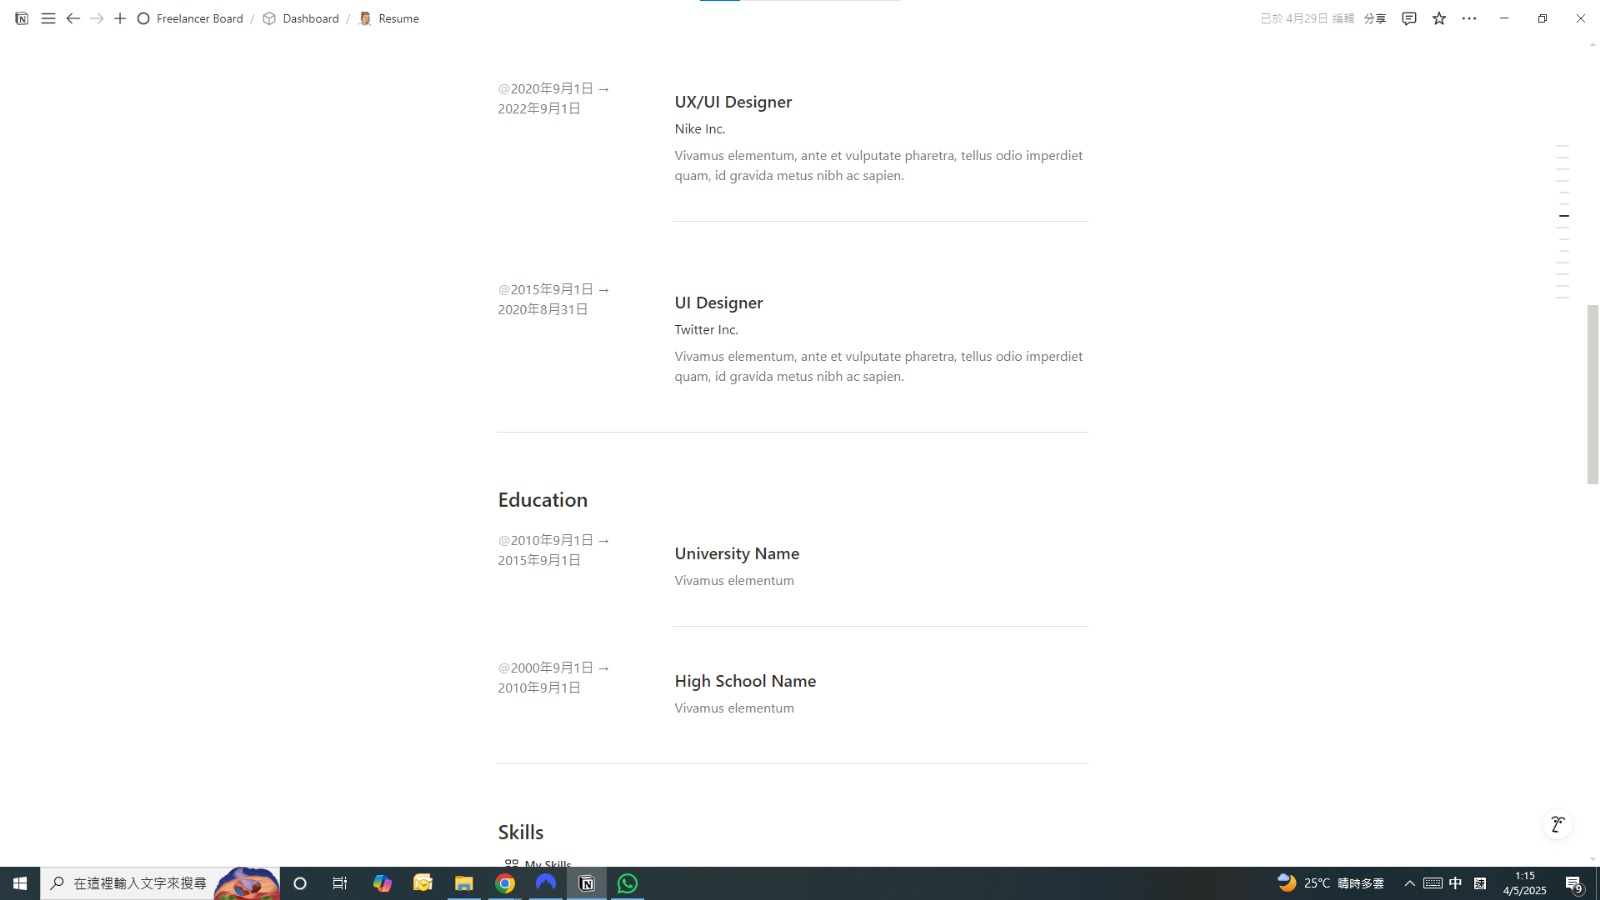 Freelancer Board / Dashboard / Resume
已於 4月29日 編輯 分享
@2020年9月1日 →
2022年9月1日
UX/UI Designer
Nike Inc.
Vivamus elementum, ante et vulputate pharetra, tellus odio imperdiet
quam, id gravida metus nibh ac sapien.
@2015年9月1日 →
2020年8月31日
UI Designer
Twitter Inc.
Vivamus elementum, ante et vulputate pharetra, tellus odio imperdiet
quam, id gravida metus nibh ac sapien.
Education
@2010年9月1日 →
2015年9月1日
University Name
Vivamus elementum
@2000年9月1日 →
2010年9月1日
High School Name
Vivamus elementum
Skills
My Skills
在這裡輸入文字來搜尋
25°C 晴時多雲
中
1:15
4/5/2025
9